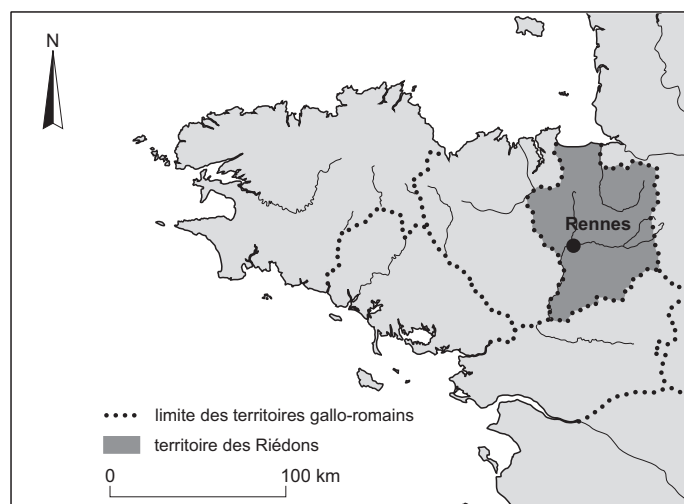 N
Rennes
limite des territoires gallo-romains
territoire des Riédons
0 100 km